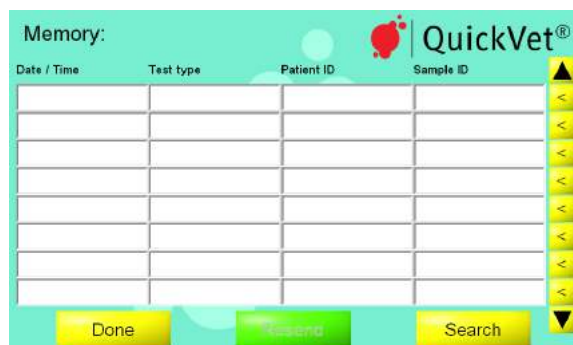 Memory:
QuickVet®
Date / Time Test type Patient ID Sample ID
<
<
<
<
<
<
<
<
Done Resend Search